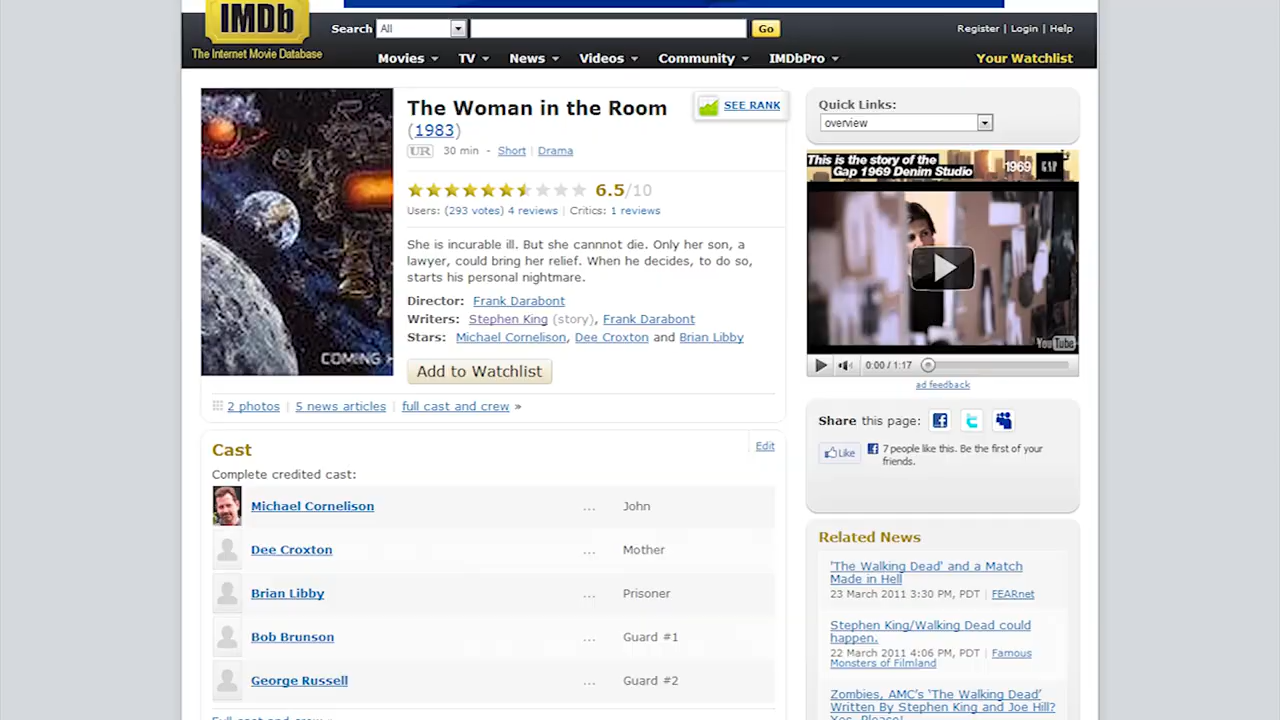 IMDb
The Internet Movie Database
Search All Go
Register | Login | Help
Movies TV News Videos Community IMDbPro Your Watchlist
COMING
The Woman in the Room
(1983)
SEE RANK
UR 30 min - Short | Drama
6.5/10
Users: (293 votes) 4 reviews | Critics: 1 reviews
She is incurable ill. But she cannnot die. Only her son, a
lawyer, could bring her relief. When he decides, to do so,
starts his personal nightmare.
Director: Frank Darabont
Writers: Stephen King (story), Frank Darabont
Stars: Michael Cornelison, Dee Croxton and Brian Libby
Add to Watchlist
2 photos | 5 news articles | full cast and crew »
Cast
Edit
Complete credited cast:
Michael Cornelison ... John
Dee Croxton ... Mother
Brian Libby ... Prisoner
Bob Brunson ... Guard #1
George Russell ... Guard #2
Full cast and crew »
Quick Links:
overview
This is the story of the
Gap 1969 Denim Studio
1969 GAP
YouTube
0:00 / 1:17
ad feedback
Share this page:
Like
7 people like this. Be the first of your
friends.
Related News
'The Walking Dead' and a Match
Made in Hell
23 March 2011 3:30 PM, PDT | FEARnet
Stephen King/Walking Dead could
happen.
22 March 2011 4:06 PM, PDT | Famous
Monsters of Filmland
Zombies, AMC's 'The Walking Dead'
Written By Stephen King and Joe Hill?
Yes, Please!